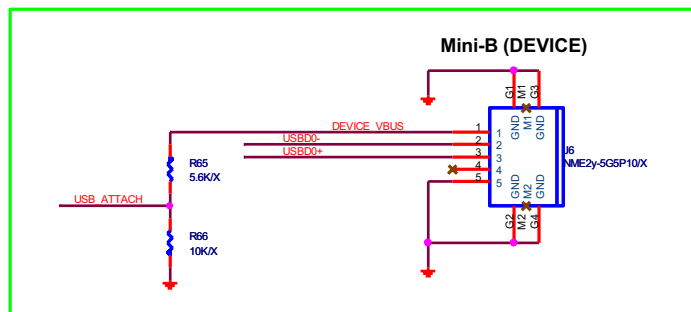 Mini-B (DEVICE)
G1
M1
G3
GND
M1
GND
DEVICE_VBUS
1
1
USBD0-
2
2
USBD0+
3
3
4
4
5
5
J6
NME2y-5G5P10/X
R65
5.6K/X
USB_ATTACH
R66
10K/X
GND
M2
GND
G2
M2
G4